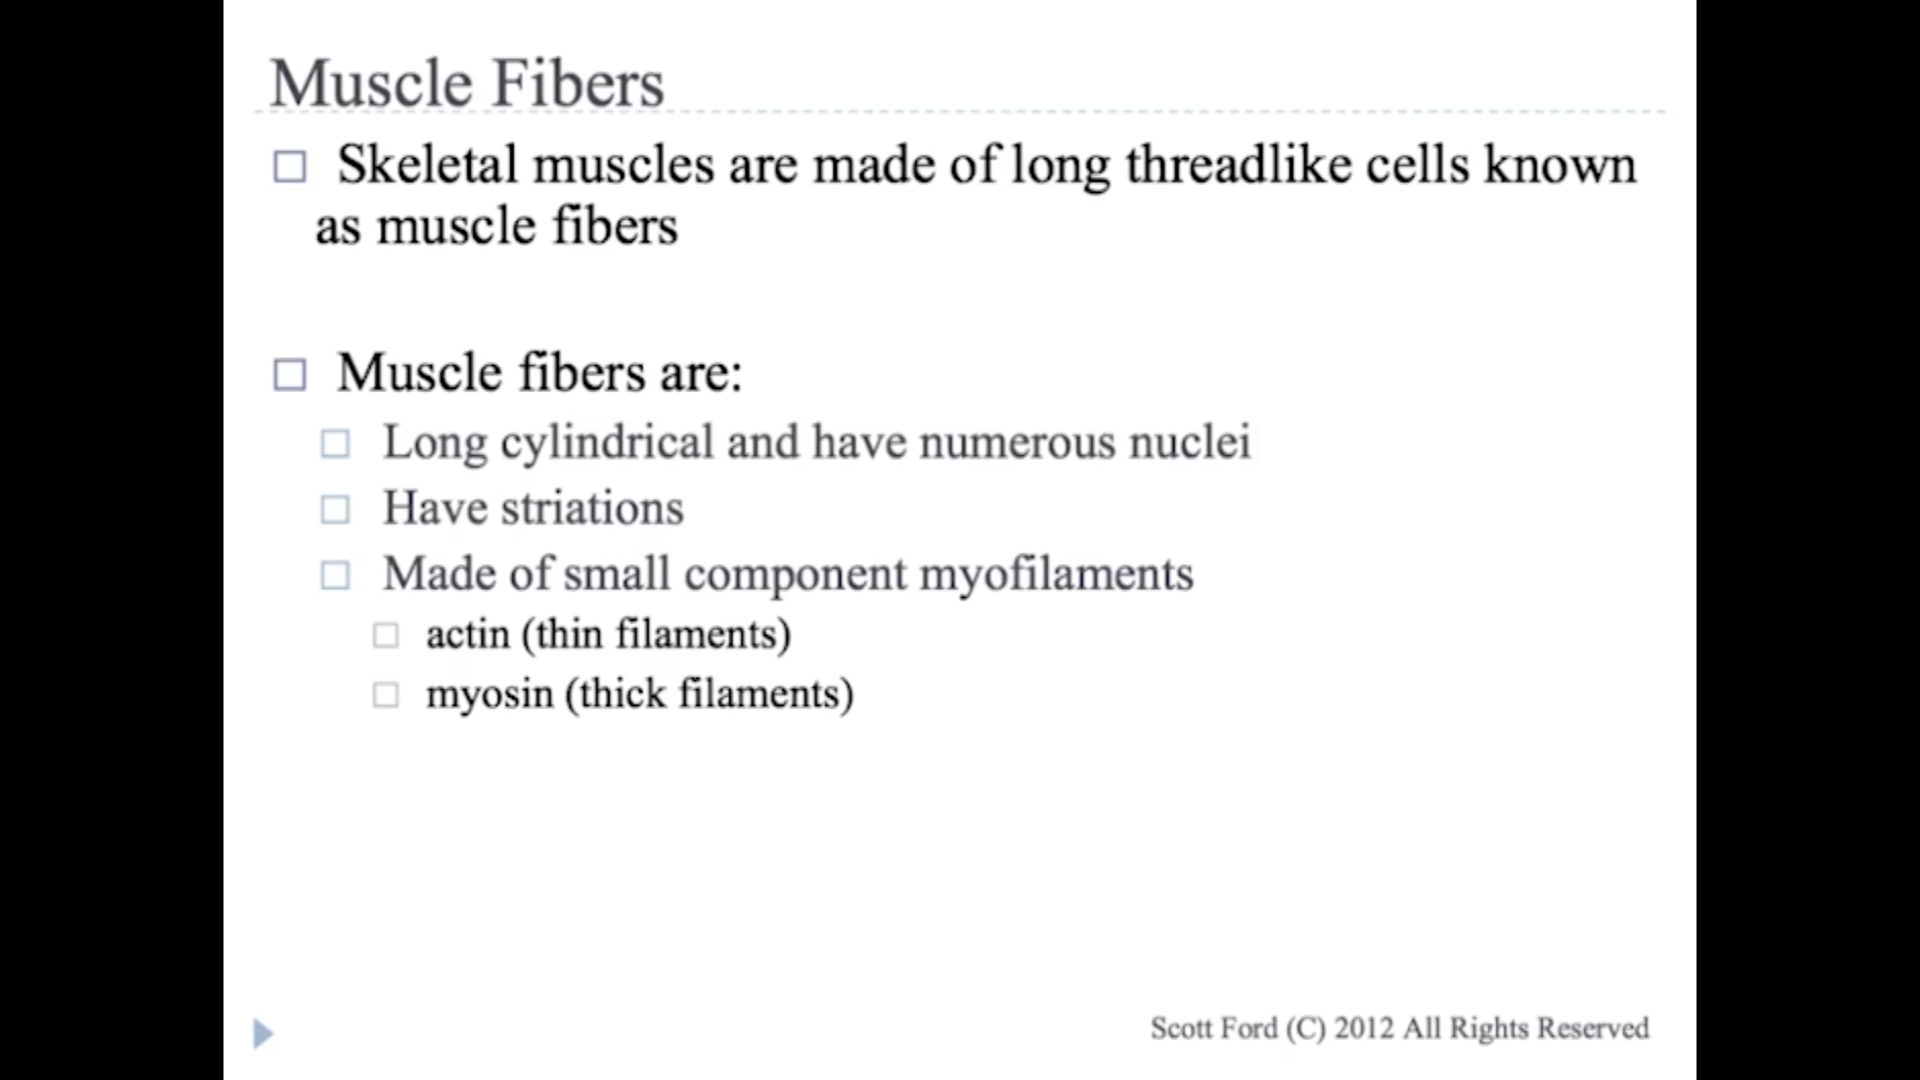 Muscle Fibers
Skeletal muscles are made of long threadlike cells known
as muscle fibers
Muscle fibers are:
Long cylindrical and have numerous nuclei
Have striations
Made of small component myofilaments
actin (thin filaments)
myosin (thick filaments)
Scott Ford (C) 2012 All Rights Reserved